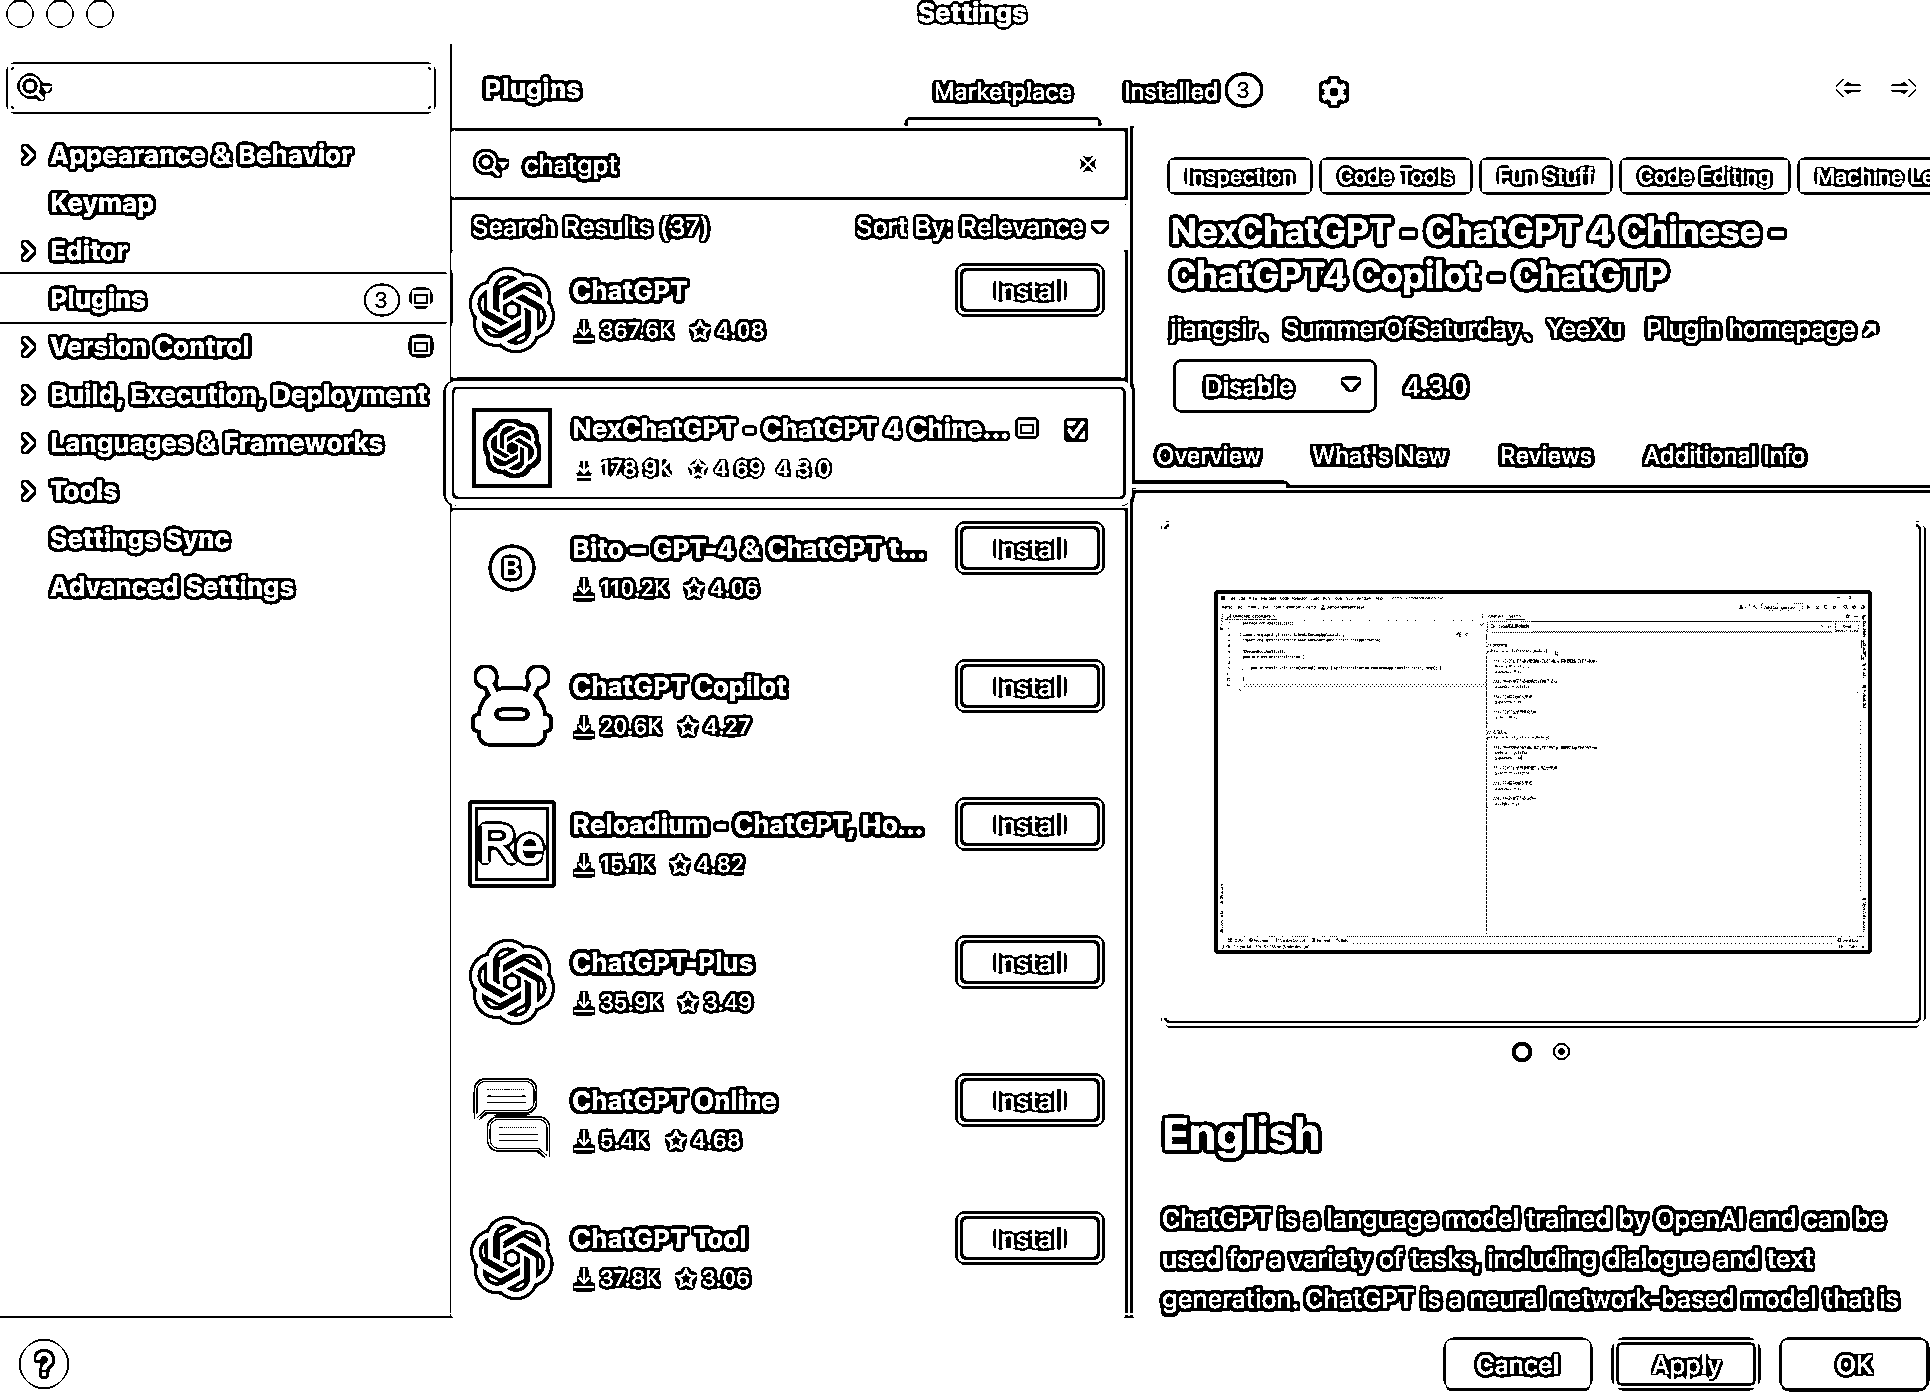 Settings
Plugins
Marketplace
Installed 3
Appearance & Behavior
Keymap
Editor
Plugins 3
Version Control
Build, Execution, Deployment
Languages & Frameworks
Tools
Settings Sync
Advanced Settings
chatgpt
Search Results (37) Sort By: Relevance
ChatGPT Install
367.6K 4.08
NexChatGPT - ChatGPT 4 Chine...
178.9K 4.69 4.3.0
Bito – GPT-4 & ChatGPT t... Install
110.2K 4.06
B
ChatGPT Copilot Install
20.6K 4.27
Reloadium - ChatGPT, Ho... Install
Re
15.1K 4.82
ChatGPT-Plus Install
35.9K 3.49
ChatGPT Online Install
5.4K 4.68
ChatGPT Tool Install
37.8K 3.06
Inspection Code Tools Fun Stuff Code Editing Machine Le
NexChatGPT - ChatGPT 4 Chinese -
ChatGPT4 Copilot - ChatGTP
jiangsir、SummerOfSaturday、YeeXu Plugin homepage
Disable 4.3.0
Overview What's New Reviews Additional Info
English
ChatGPT is a language model trained by OpenAI and can be
used for a variety of tasks, including dialogue and text
generation. ChatGPT is a neural network-based model that is
? Cancel Apply OK